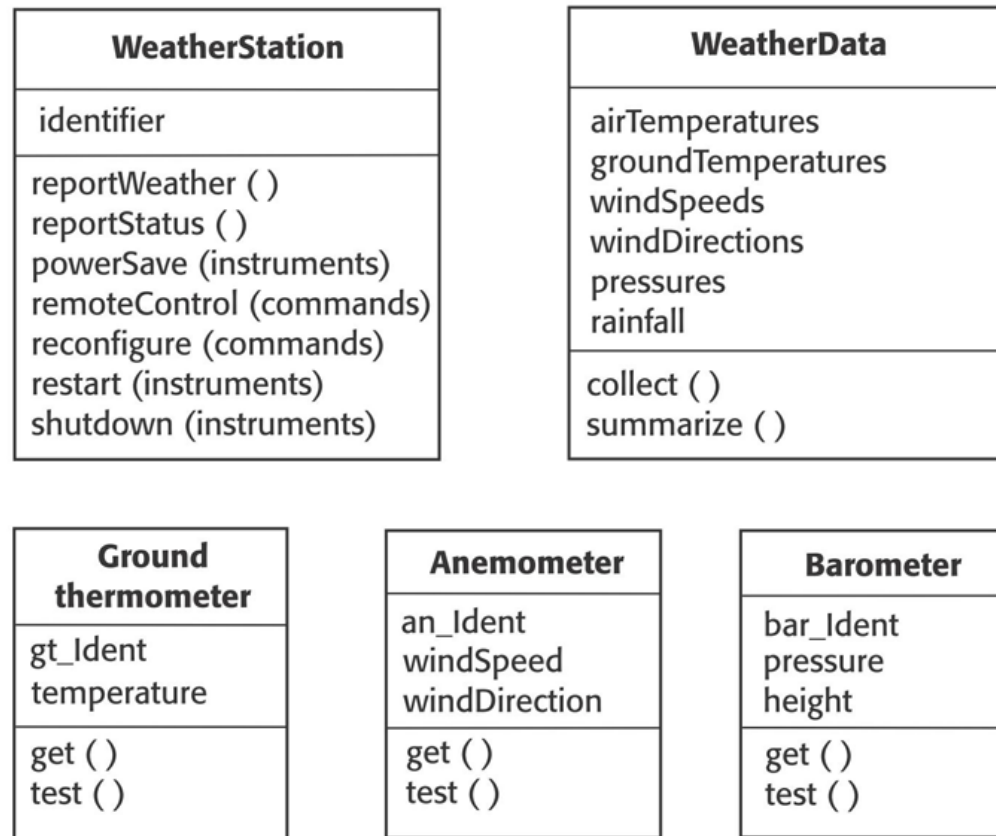 WeatherStation
identifier
reportWeather ( )
reportStatus ( )
powerSave (instruments)
remoteControl (commands)
reconfigure (commands)
restart (instruments)
shutdown (instruments)
WeatherData
airTemperatures
groundTemperatures
windSpeeds
windDirections
pressures
rainfall
collect ( )
summarize ( )
Ground
thermometer
gt_Ident
temperature
get ( )
test ( )
Anemometer
an_Ident
windSpeed
windDirection
get ( )
test ( )
Barometer
bar_Ident
pressure
height
get ( )
test ( )